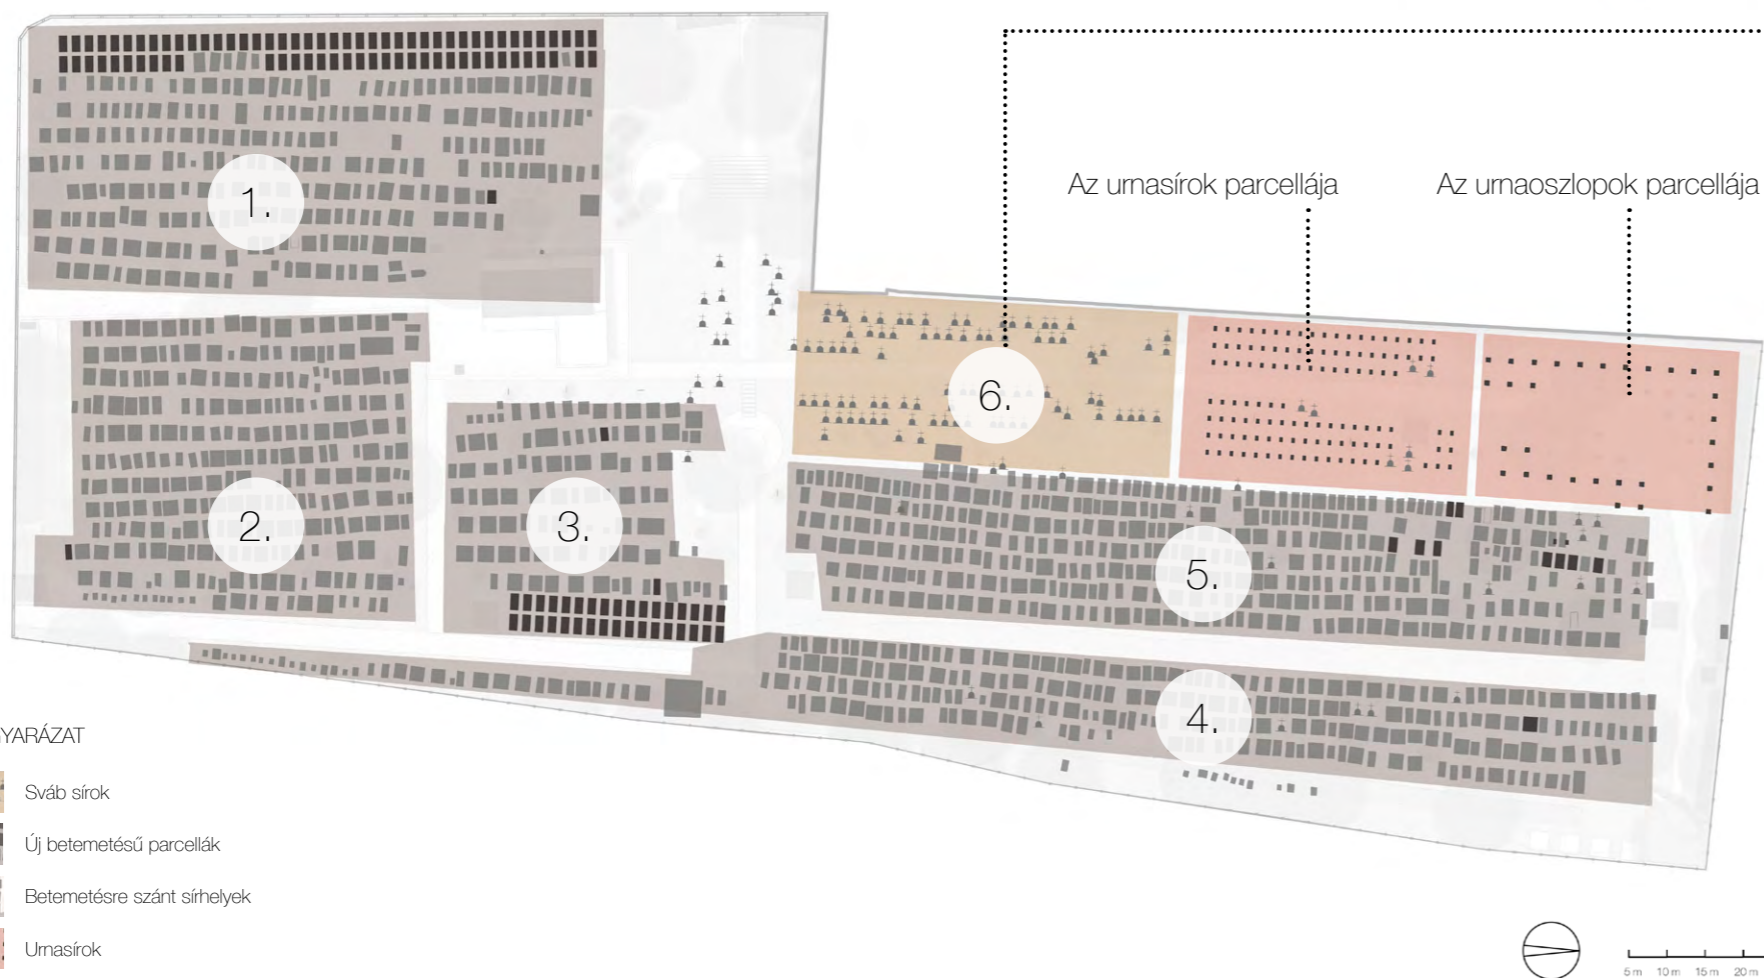 Az urnasírok parcellája
Az urnaoszlopok parcellája
1.
6.
2.
3.
5.
4.
YARÁZAT
Sváb sírok
Új betemetésű parcellák
Betemetésre szánt sírhelyek
Urnasírok
5 m 10 m 15 m 20 m